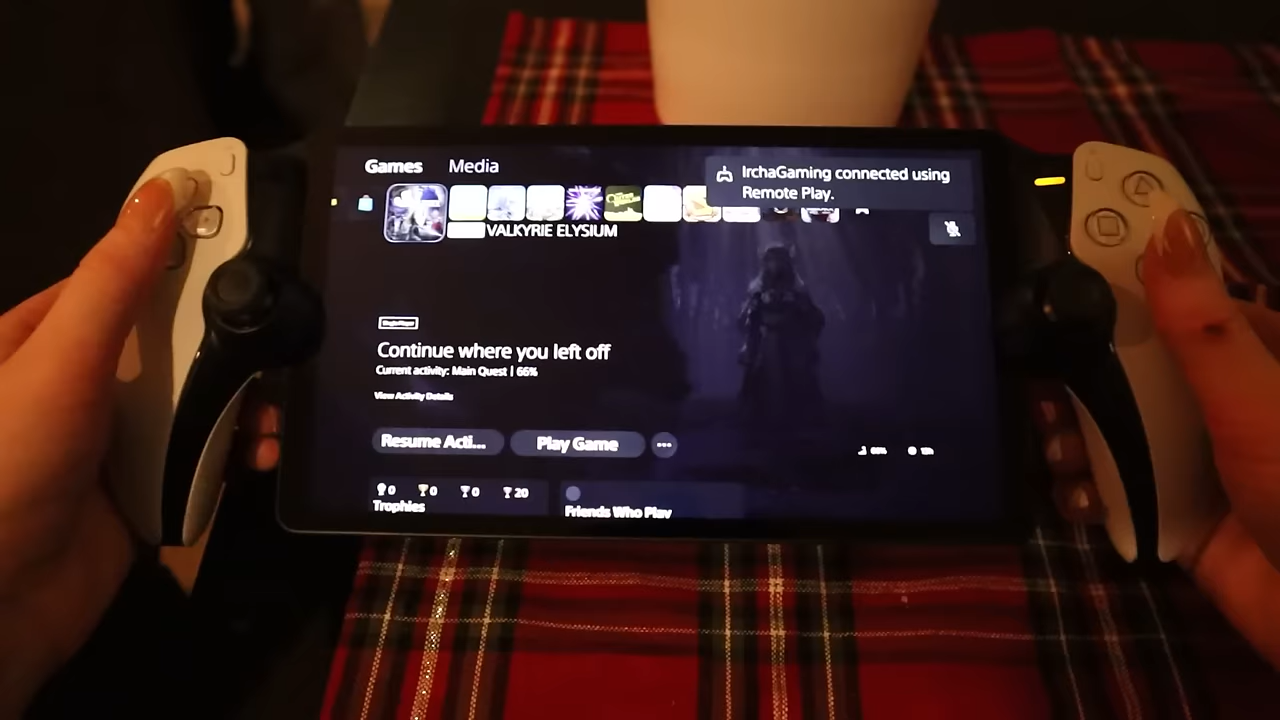 Games
Media
IrchaGaming connected using
Remote Play.
VALKYRIE ELYSIUM
Continue where you left off
Current activity: Main Quest | 66%
View Activity Details
Resume Acti...
Play Game
0
0
0
20
Trophies
Friends Who Play